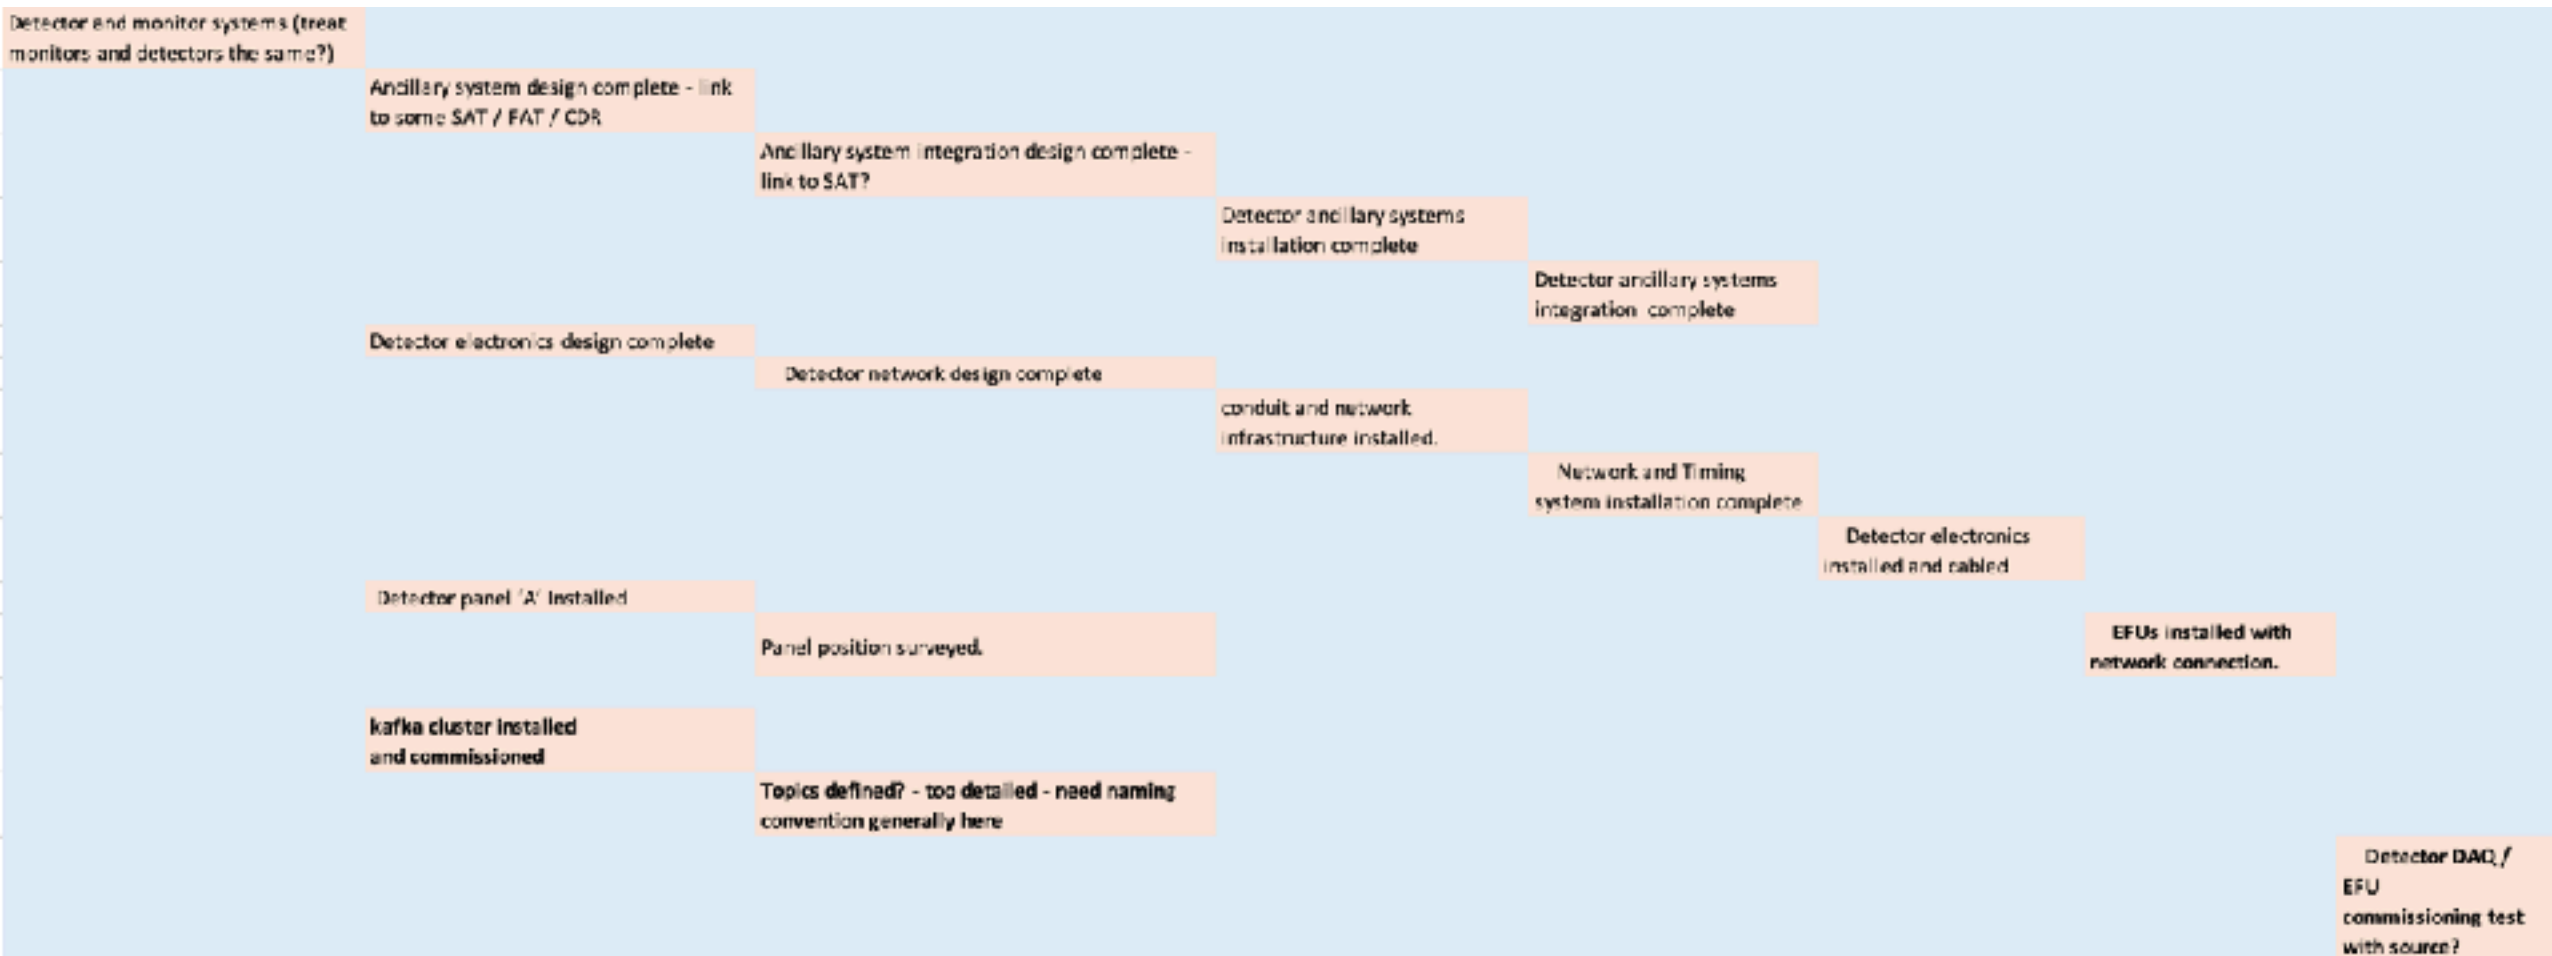 Detector and monitor systems (treat
monitors and detectors the same?)
Ancillary system design complete - link
to some SAT / FAT / CDR
Ancillary system integration design complete -
link to SAT?
Detector ancillary systems
installation complete
Detector ancillary systems
integration complete
Detector electronics design complete
Detector network design complete
conduit and network
infrastructure installed.
Network and Timing
system installation complete
Detector electronics
installed and cabled
Detector panel 'A' installed
Panel position surveyed.
EFUs installed with
network connection.
kafka cluster installed
and commissioned
Topics defined? - too detailed - need naming
convention generally here
Detector DAQ /
EFU
commissioning test
with source?